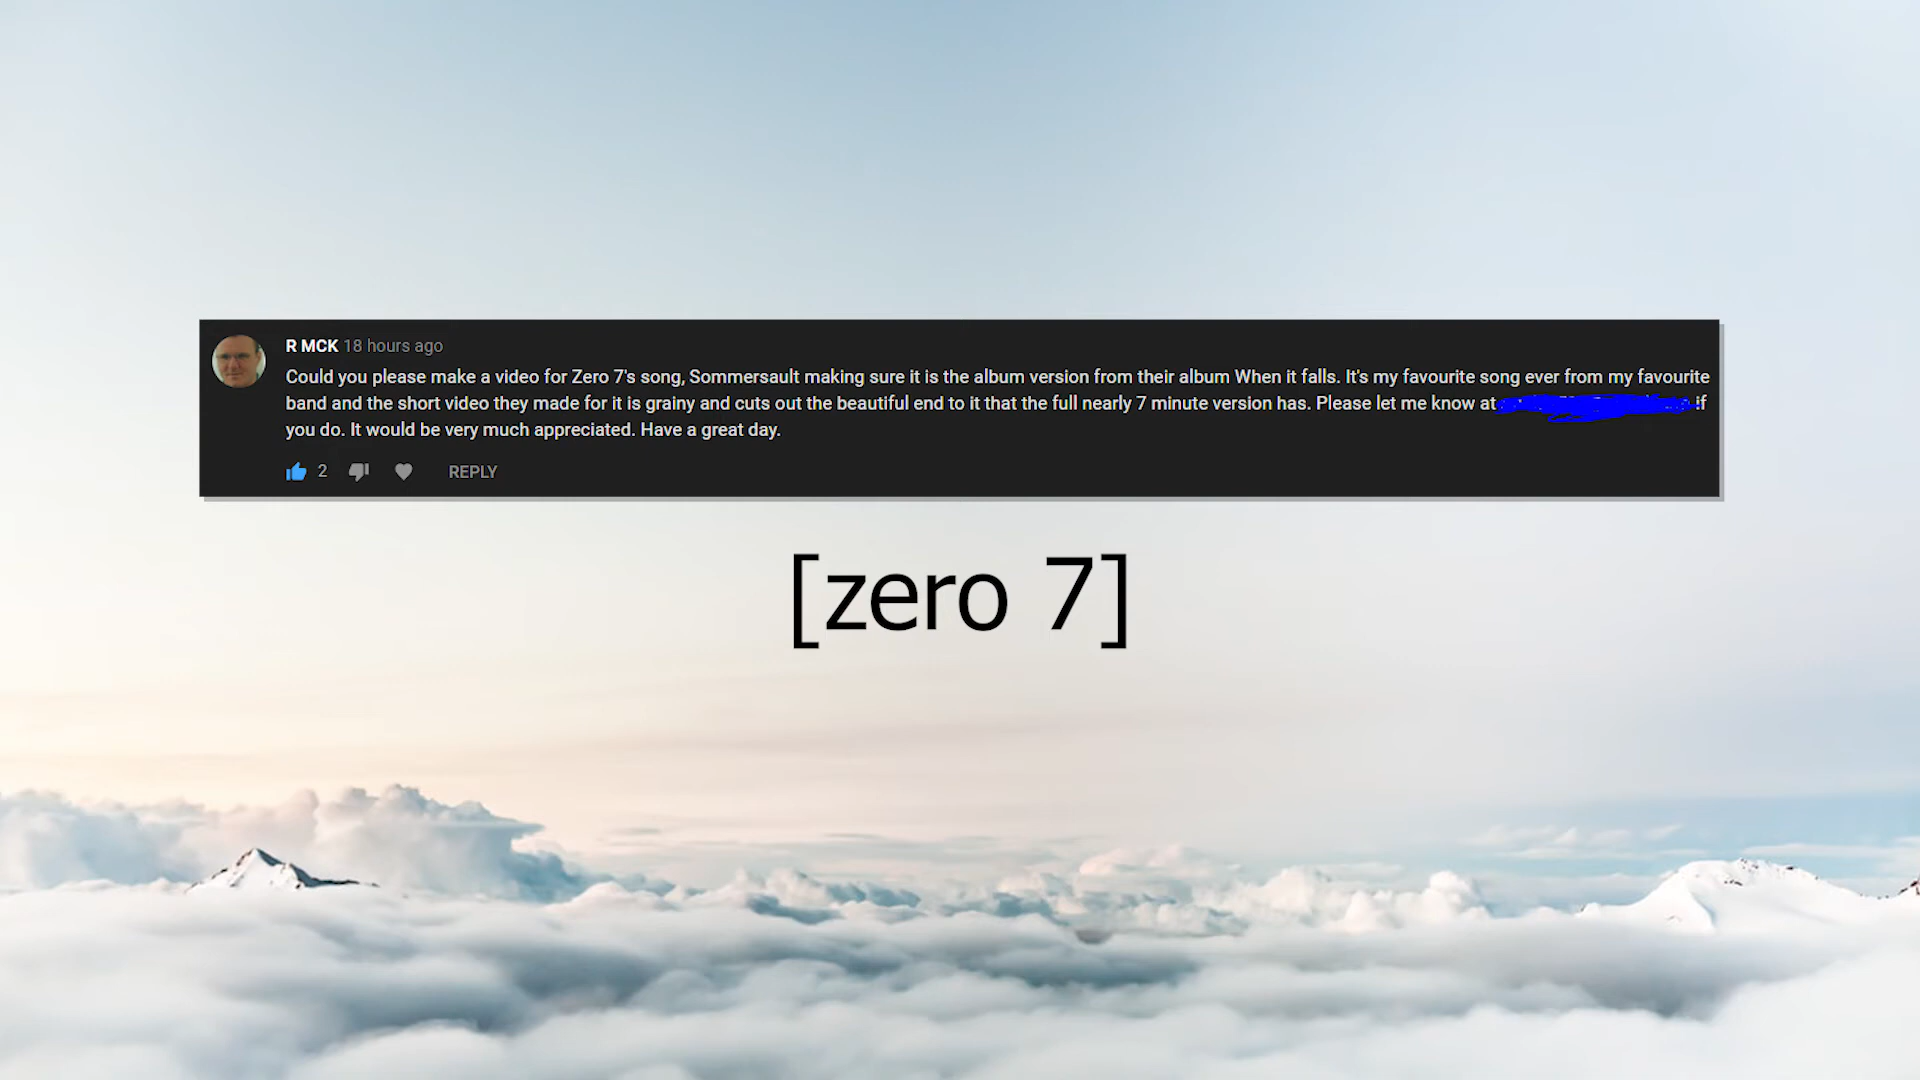 R MCK 18 hours ago
Could you please make a video for Zero 7's song, Sommersault making sure it is the album version from their album When it falls. It's my favourite song ever from my favourite
band and the short video they made for it is grainy and cuts out the beautiful end to it that the full nearly 7 minute version has. Please let me know at if
you do. It would be very much appreciated. Have a great day.
2 REPLY
[zero 7]